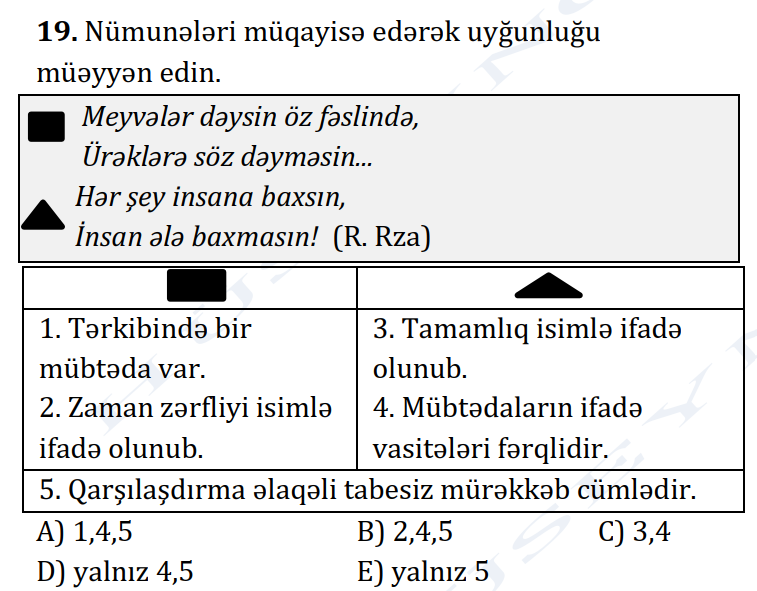 19. Nümunələri müqayisə edərək uyğunluğu
müəyyən edin.
Meyvələr dəysin öz fəslində,
Ürəklərə söz dəyməsin...
Hər şey insana baxsın,
İnsan ələ baxmasın! (R. Rza)
1. Tərkibində bir
mübtəda var.
2. Zaman zərfliyi isimlə
ifadə olunub.
3. Tamamlıq isimlə ifadə
olunub.
4. Mübtədaların ifadə
vasitələri fərqlidir.
5. Qarşılaşdırma əlaqəli tabesiz mürəkkəb cümlədir.
A) 1,4,5 B) 2,4,5 C) 3,4
D) yalnız 4,5 E) yalnız 5